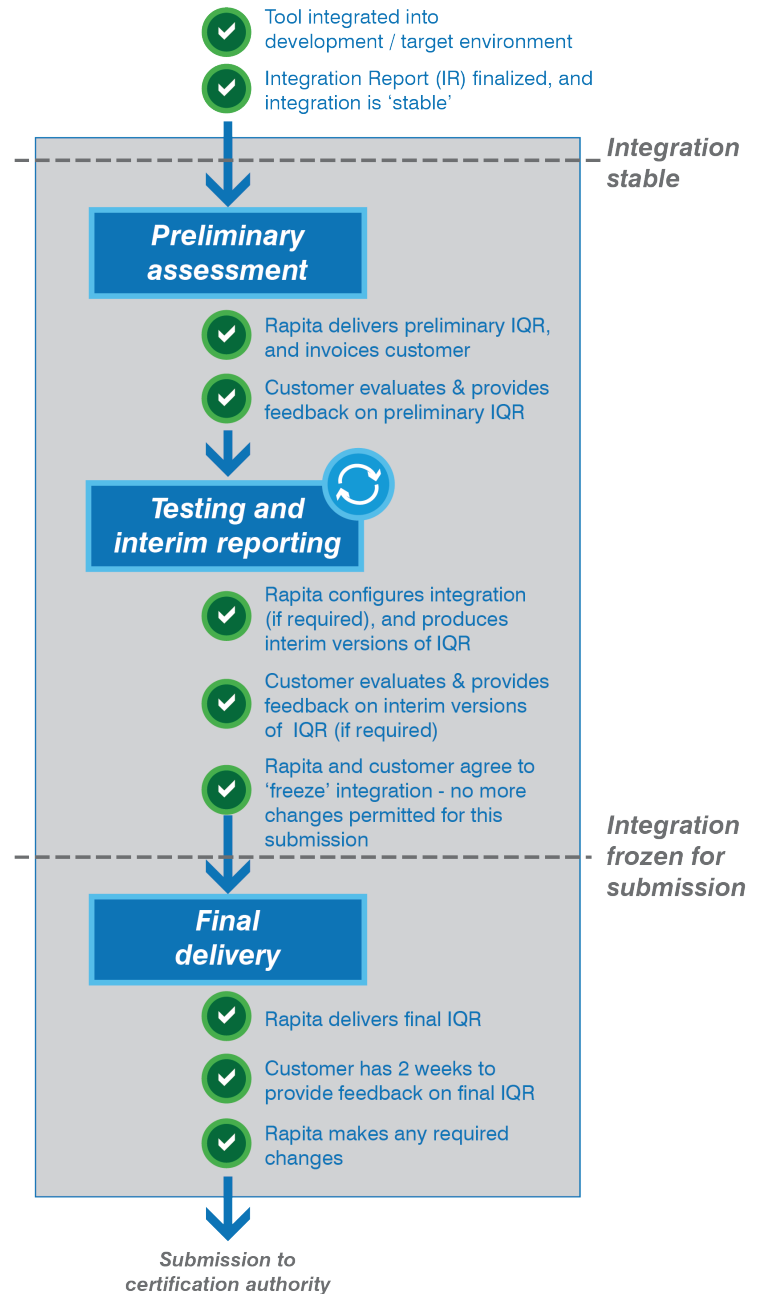 Tool integrated into
development / target environment
Integration Report (IR) finalized, and
integration is ‘stable’
Integration
stable
Preliminary
assessment
Rapita delivers preliminary IQR,
and invoices customer
Customer evaluates & provides
feedback on preliminary IQR
Testing and
interim reporting
Rapita configures integration
(if required), and produces
interim versions of IQR
Customer evaluates & provides
feedback on interim versions
of  IQR (if required)
Rapita and customer agree to
‘freeze’ integration - no more
changes permitted for this
submission
Integration
frozen for
submission
Final
delivery
Rapita delivers final IQR
Customer has 2 weeks to
provide feedback on final IQR
Rapita makes any required
changes
Submission to
certification authority